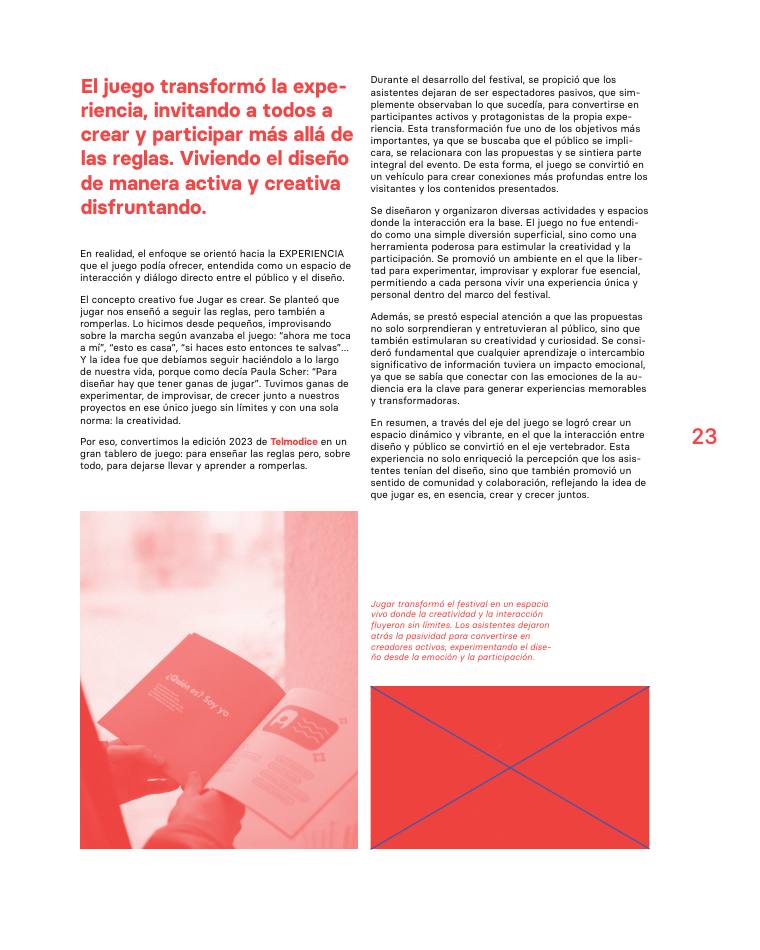 El juego transformó la expe-
riencia, invitando a todos a
crear y participar más allá de
las reglas. Viviendo el diseño
de manera activa y creativa
disfruntando.
En realidad, el enfoque se orientó hacia la EXPERIENCIA
que el juego podía ofrecer, entendida como un espacio de
interacción y diálogo directo entre el público y el diseño.
El concepto creativo fue Jugar es crear. Se planteó que
jugar nos enseñó a seguir las reglas, pero también a
romperlas. Lo hicimos desde pequeños, improvisando
sobre la marcha según avanzaba el juego: “ahora me toca
a mí”, “esto es casa”, “si haces esto entonces te salvas”...
Y la idea fue que debíamos seguir haciéndolo a lo largo
de nuestra vida, porque como decía Paula Scher: “Para
diseñar hay que tener ganas de jugar”. Tuvimos ganas de
experimentar, de improvisar, de crecer junto a nuestros
proyectos en ese único juego sin límites y con una sola
norma: la creatividad.
Por eso, convertimos la edición 2023 de Telmodice en un
gran tablero de juego: para enseñar las reglas pero, sobre
todo, para dejarse llevar y aprender a romperlas.
Durante el desarrollo del festival, se propició que los
asistentes dejaran de ser espectadores pasivos, que sim-
plemente observaban lo que sucedía, para convertirse en
participantes activos y protagonistas de la propia expe-
riencia. Esta transformación fue uno de los objetivos más
importantes, ya que se buscaba que el público se impli-
cara, se relacionara con las propuestas y se sintiera parte
integral del evento. De esta forma, el juego se convirtió en
un vehículo para crear conexiones más profundas entre los
visitantes y los contenidos presentados.
Se diseñaron y organizaron diversas actividades y espacios
donde la interacción era la base. El juego no fue entendi-
do como una simple diversión superficial, sino como una
herramienta poderosa para estimular la creatividad y la
participación. Se promovió un ambiente en el que la liber-
tad para experimentar, improvisar y explorar fue esencial,
permitiendo a cada persona vivir una experiencia única y
personal dentro del marco del festival.
Además, se prestó especial atención a que las propuestas
no solo sorprendieran y entretuvieran al público, sino que
también estimularan su creatividad y curiosidad. Se consi-
deró fundamental que cualquier aprendizaje o intercambio
significativo de información tuviera un impacto emocional,
ya que se sabía que conectar con las emociones de la au-
diencia era la clave para generar experiencias memorables
y transformadoras.
En resumen, a través del eje del juego se logró crear un
espacio dinámico y vibrante, en el que la interacción entre
diseño y público se convirtió en el eje vertebrador. Esta
experiencia no solo enriqueció la percepción que los asis-
tentes tenían del diseño, sino que también promovió un
sentido de comunidad y colaboración, reflejando la idea de
que jugar es, en esencia, crear y crecer juntos.
23
Jugar transformó el festival en un espacio
vivo donde la creatividad y la interacción
fluyeron sin límites. Los asistentes dejaron
atrás la pasividad para convertirse en
creadores activos, experimentando el dise-
ño desde la emoción y la participación.
¿Quién es? Soy yo